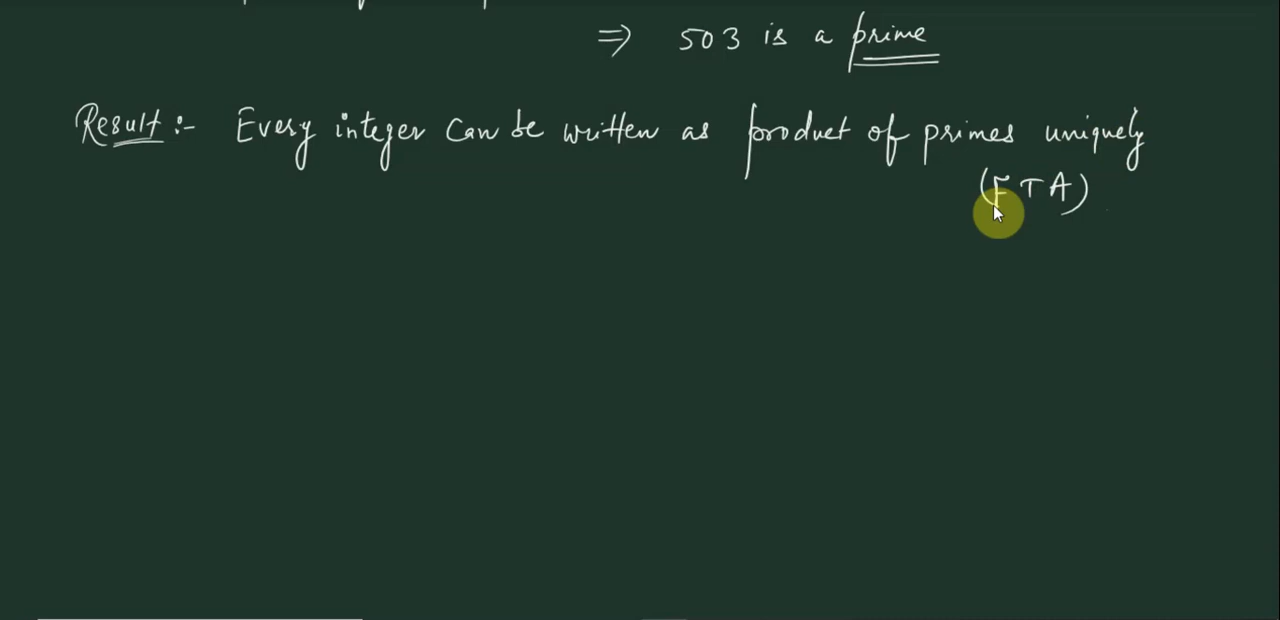 ⇒ 503 is a prime
Result :- Every integer can be written as product of primes uniquely
(FTA)